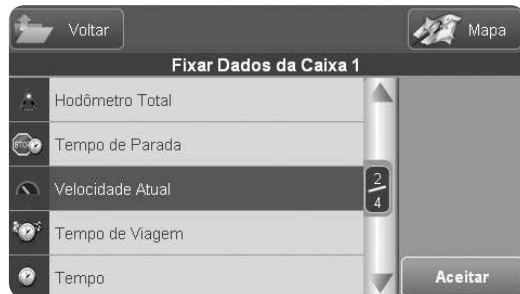 Voltar
Mapa
Fixar Dados da Caixa 1
Hodômetro Total
STOP
Tempo de Parada
Velocidade Atual
2
4
Tempo de Viagem
Tempo
Aceitar